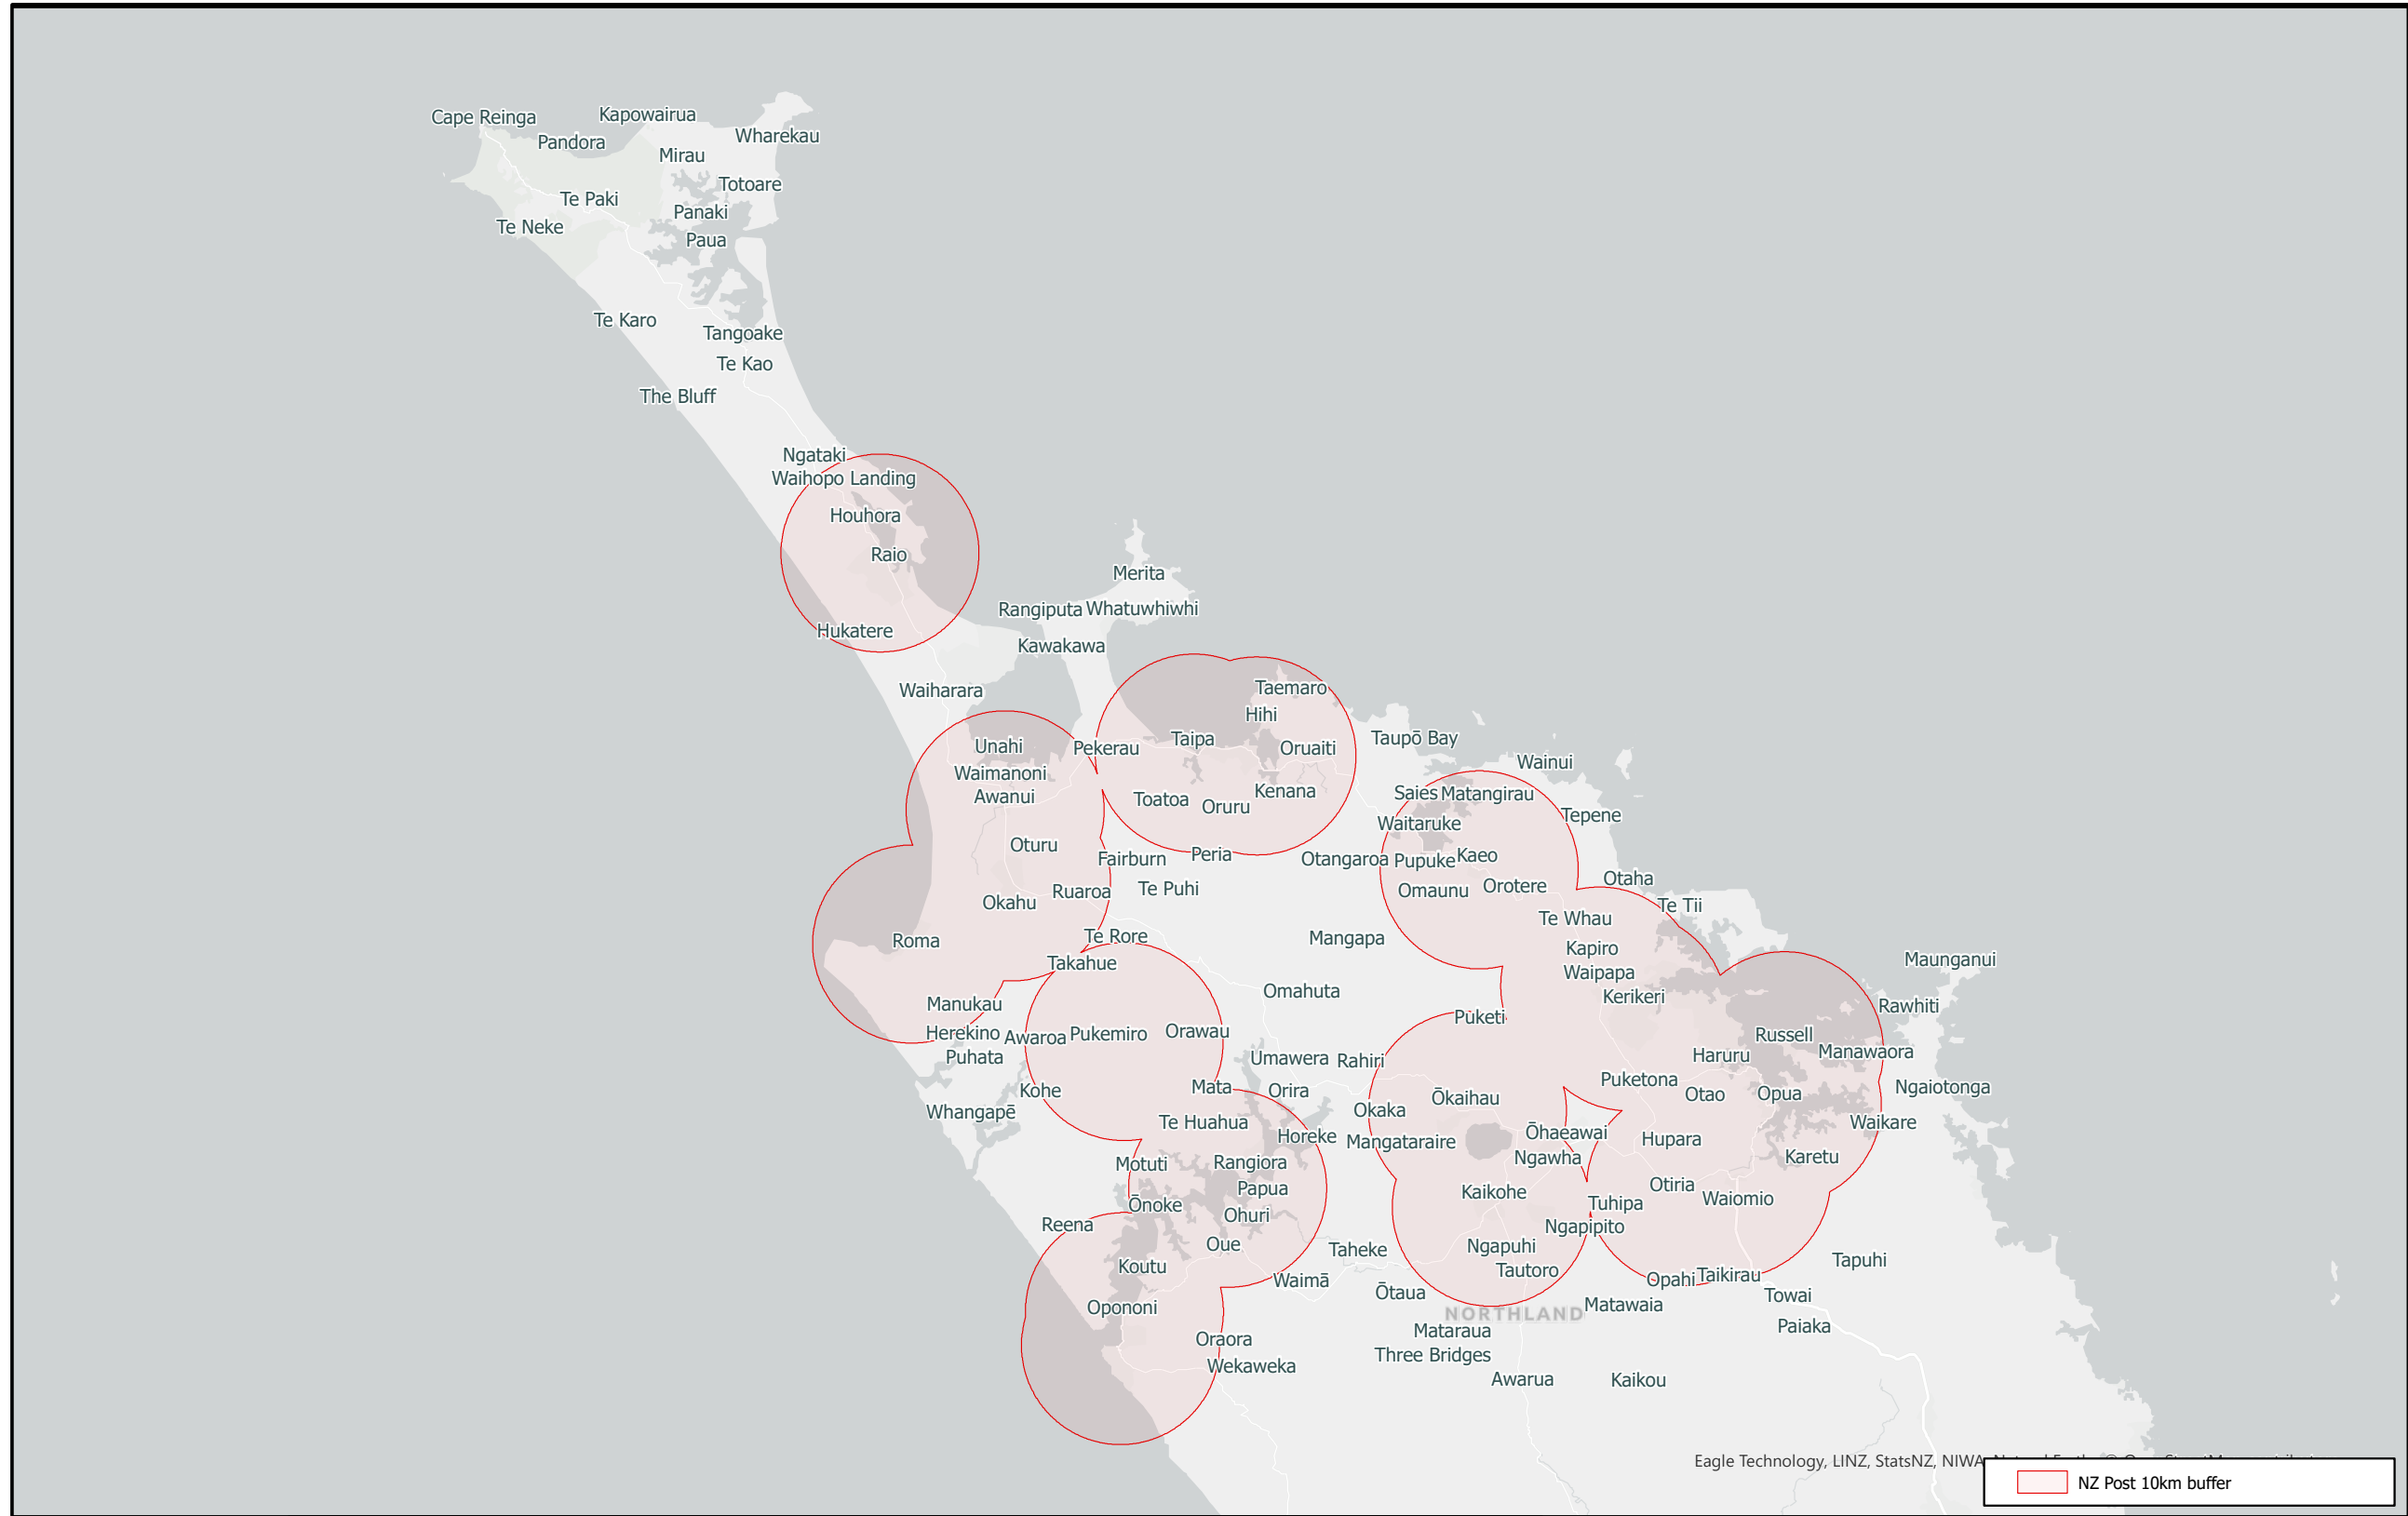 Kapowairua
Cape Reinga
Wharekau
Pandora
Mirau
Totoare
Te Paki
Panaki
Te Neke
Paua
Te Karo
Tangoake
Te Kao
The Bluff
Ngataki
Waihopo Landing
Houhora
Raio
Merita
Rangiputa
Whatuwhiwhi
Hukatere
Kawakawa
Waiharara
Taemaro
Hihi
Unahi
Pekerau
Taipa
Oruaiti
Taupō Bay
Wainui
Waimanoni
Awanui
Toatoa
Oruru
Kenana
Saies
Matangirau
Tepene
Waitaruke
Oturu
Fairburn
Peria
Otangaroa
Pupuke
Kaeo
Ruaroa
Te Puhi
Omaunu
Orotere
Otaha
Okahu
Te Tii
Te Whau
Roma
Te Rore
Mangapa
Kapiro
Takahue
Waipapa
Maunganui
Manukau
Omahuta
Kerikeri
Rawhiti
Herekino
Awaroa
Pukemiro
Orawau
Puketi
Russell
Puhata
Umawera
Rahiri
Haruru
Manawaora
Kohe
Mata
Orira
Ōkaihau
Puketona
Otao
Opua
Ngaiotonga
Whangapē
Te Huahua
Okaka
Waikare
Horeke
Mangataraire
Ōhaeawai
Hupara
Motuti
Rangiora
Ngawha
Karetu
Papua
Kaikohe
Otiria
Waiomio
Ōnoke
Ohuri
Tuhipa
Reena
Ngapipito
Oue
Taheke
Ngapuhi
Koutu
Waimā
Tautoro
Opahi
Taikirau
Tapuhi
Opononi
Ōtaua
NORTHLAND
Matawaia
Towai
Oraora
Mataraua
Paiaka
Wekaweka
Three Bridges
Awarua
Kaikou
Eagle Technology, LINZ, StatsNZ, NIWA
NZ Post 10km buffer